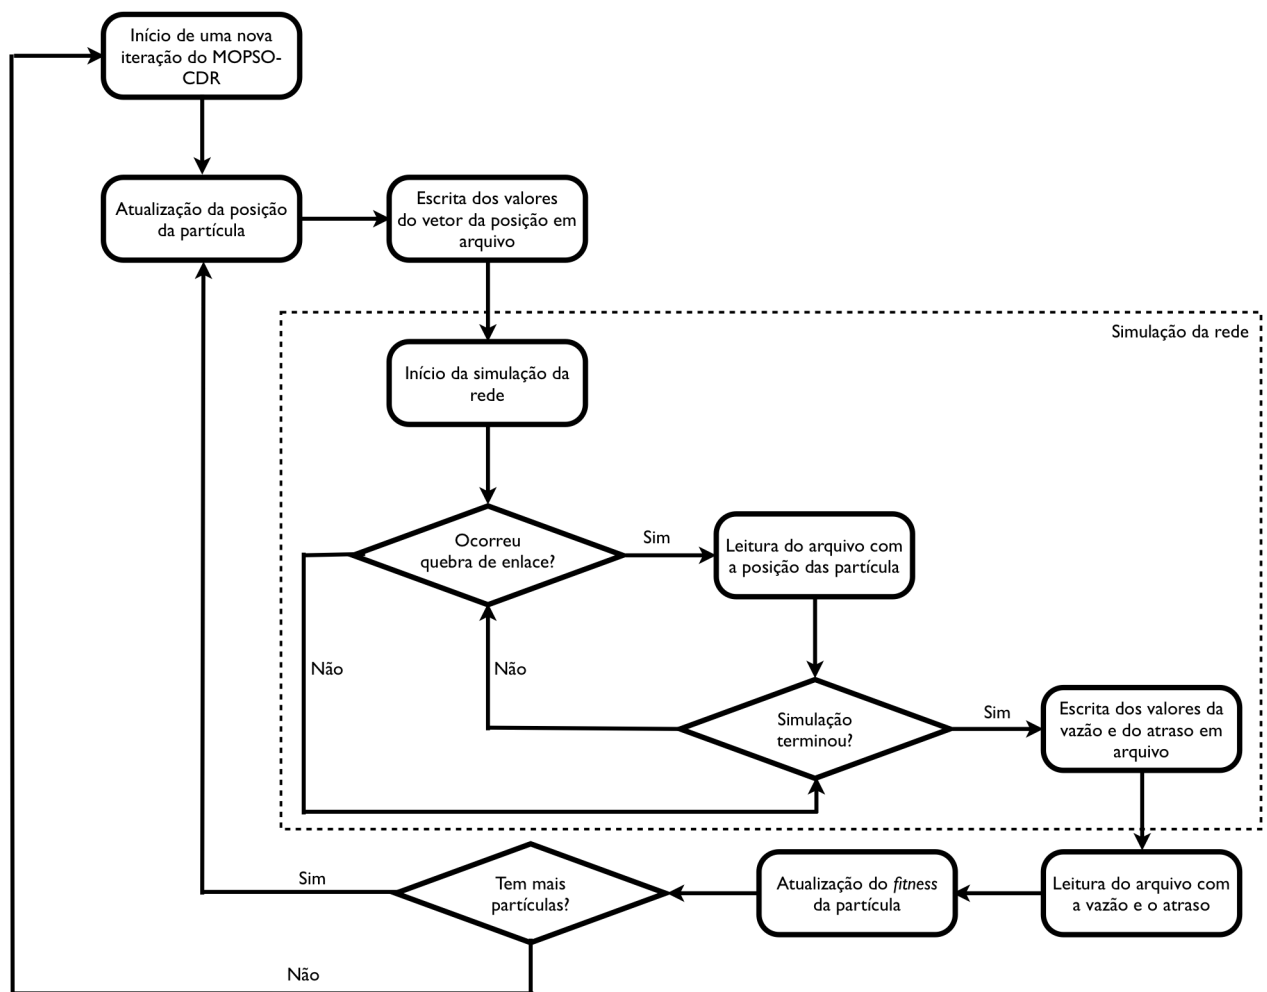 Início de uma nova
iteração do MOPSO-
CDR
Atualização da posição
da partícula
Escrita dos valores
do vetor da posição em
arquivo
Simulação da rede
Início da simulação da
rede
Ocorreu
quebra de enlace?
Sim
Leitura do arquivo com
a posição das partícula
Não
Não
Simulação
terminou?
Sim
Escrita dos valores da
vazão e do atraso em
arquivo
Leitura do arquivo com
a vazão e o atraso
Atualização do fitness
da partícula
Tem mais
partículas?
Sim
Não